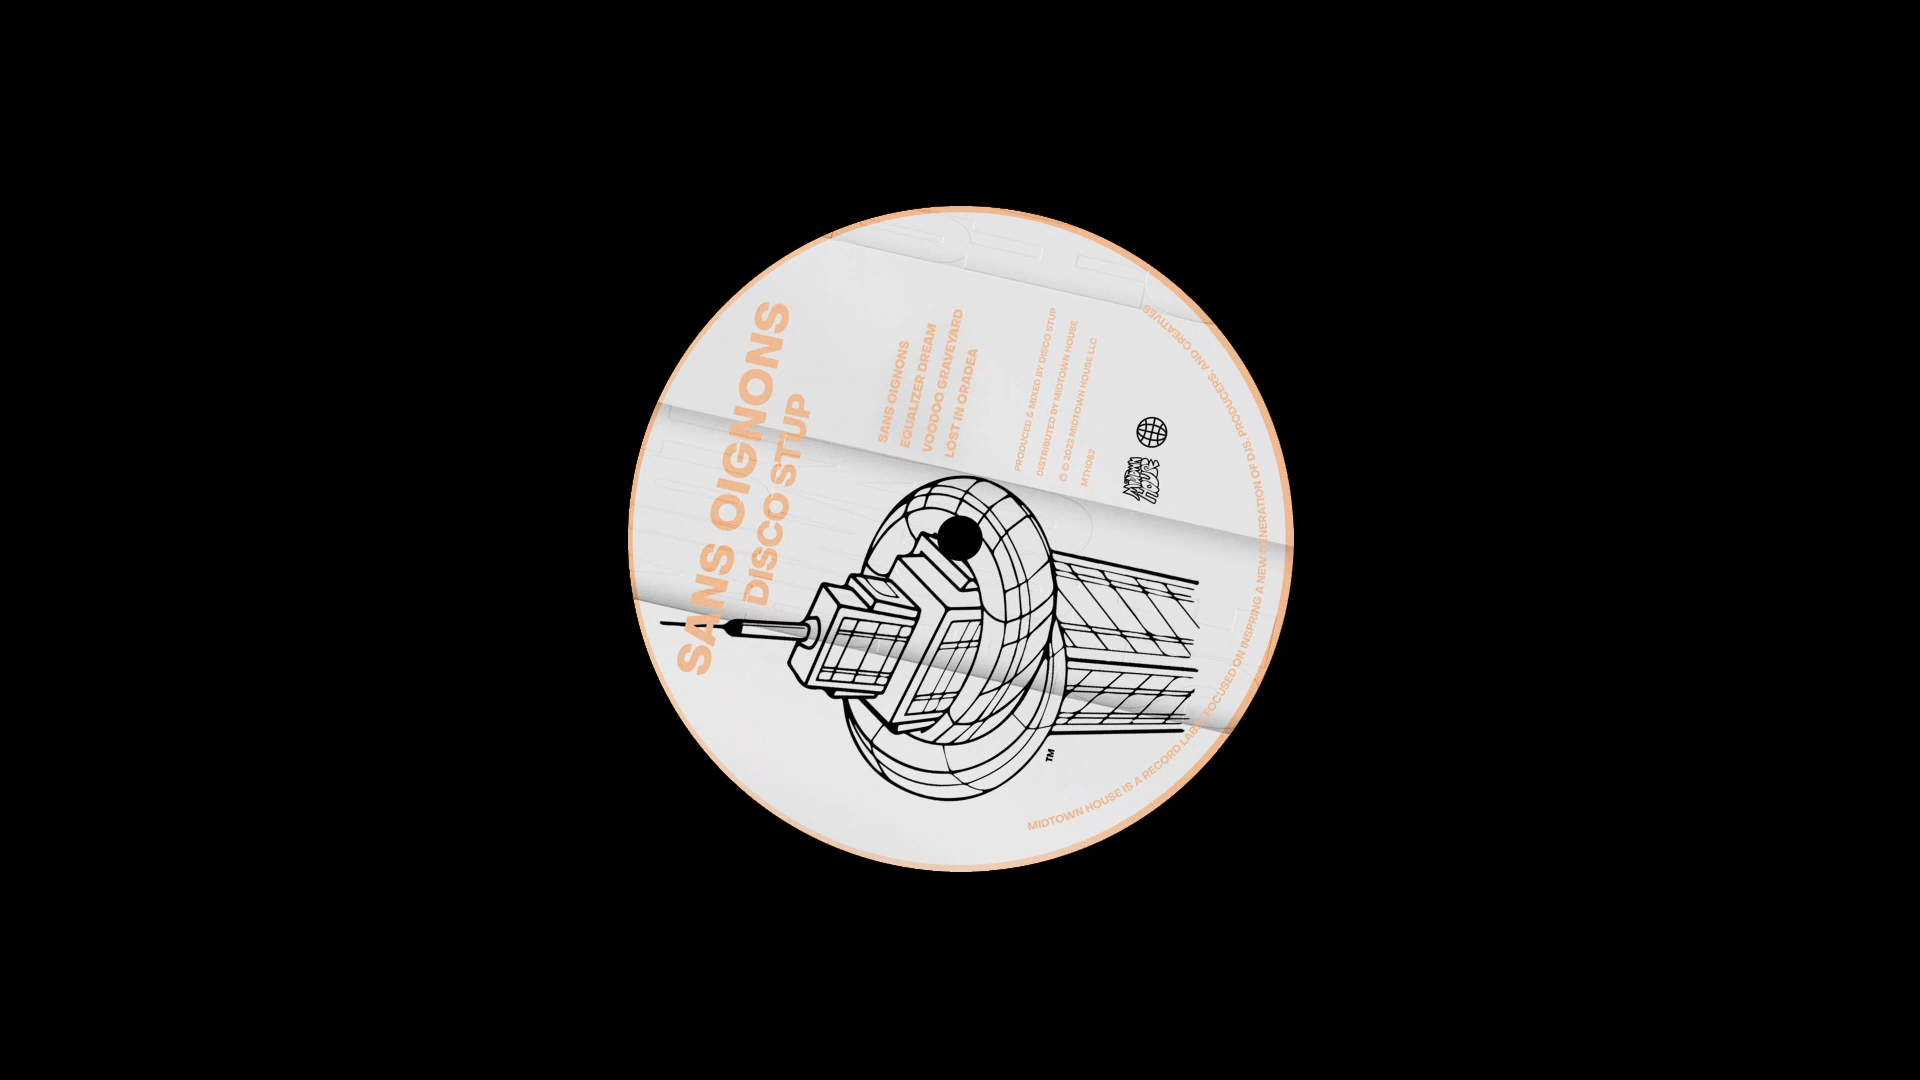 SANS OIGNONS
DISCO STUP
SANS OIGNONS
EQUALIZER DREAM
VOODOO GRAVEYARD
LOST IN ORADEA
PRODUCED & MIXED BY DISCO STUP
DISTRIBUTED BY MIDTOWN HOUSE
℗ © 2022 MIDTOWN HOUSE LLC
MTH082
MIDTOWN HOUSE
TM
MIDTOWN HOUSE IS A RECORD LABEL FOCUSED ON INSPRING A NEW GENERATION OF DJS, PRODUCERS, AND CREATIVES